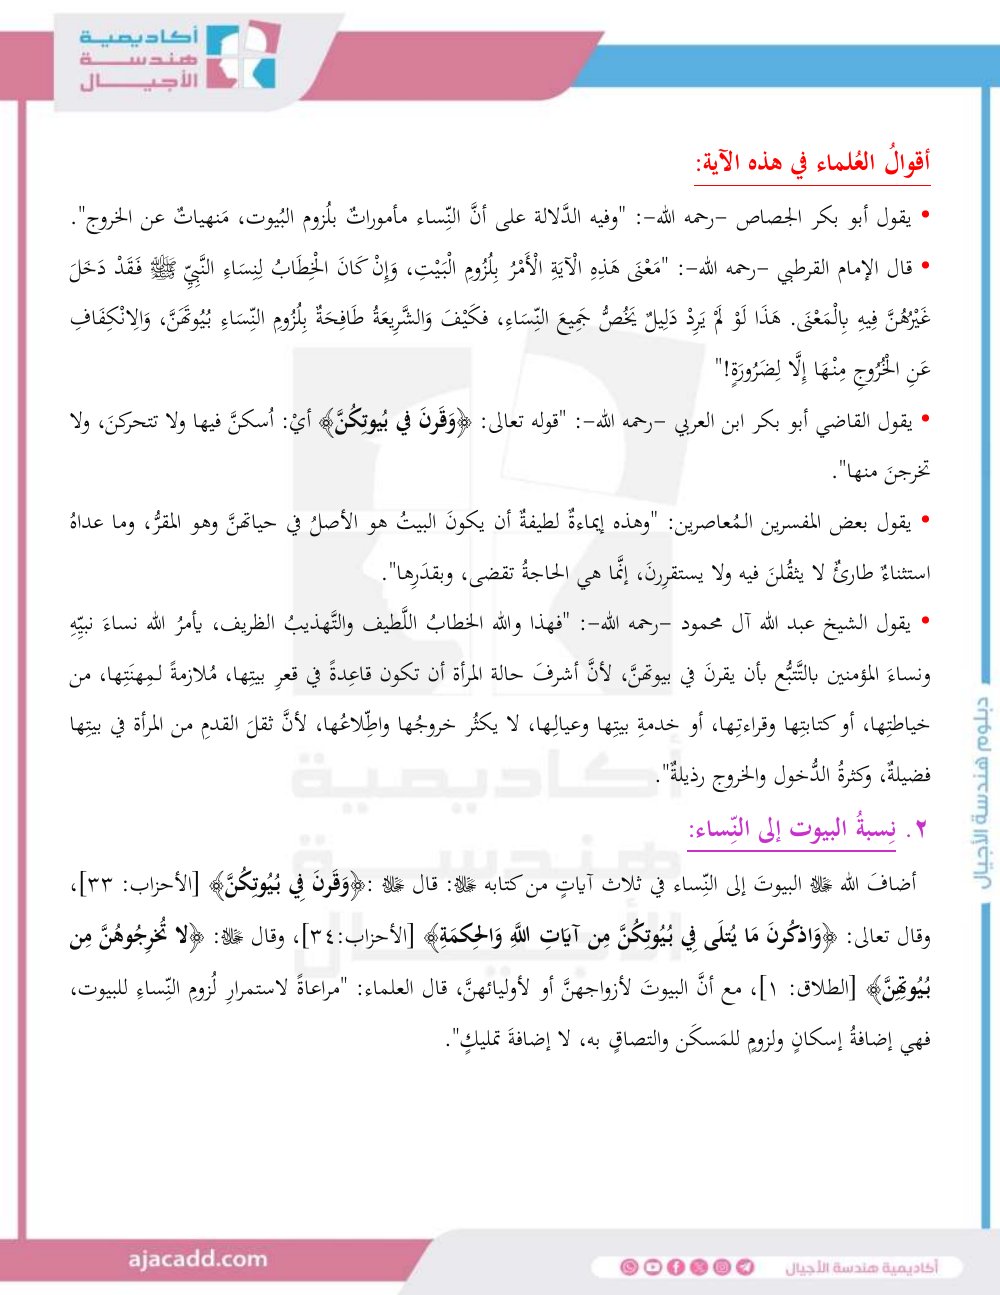 أكاديمية
هندسة
الأجيال
أقوالُ العُلماء في هذه الآية:
• يقول أبو بكر الجصاص –رحمه الله–: "وفيه الدَّلالة على أنَّ النِّساء مأموراتٌ بلُزوم البُيوت، مَنهياتٌ عن الخروج".
• قال الإمام القرطبي –رحمه الله–: "مَعْنَى هَذِهِ الْآيَةِ الْأَمْرُ بِلُزُومِ الْبَيْتِ، وَإِنْ كَانَ الْخِطَابُ لِنِسَاءِ النَّبِيِّ ﷺ فَقَدْ دَخَلَ
غَيْرُهُنَّ فِيهِ بِالْمَعْنَى. هَذَا لَوْ لَمْ يَرِدْ دَلِيلٌ يَخُصُّ جَمِيعَ النِّسَاءِ، فكَيْفَ وَالشَّرِيعَةُ طَافِحَةٌ بِلُزُومِ النِّسَاءِ بُيُوتَهُنَّ، وَالِانْكِفَافِ
عَنِ الْخُرُوجِ مِنْهَا إِلَّا لِضَرُورَةٍ!"
• يقول القاضي أبو بكر ابن العربي –رحمه الله–: "قوله تعالى: ﴿وَقَرنَ في بُيوتِكُنَّ﴾ أيْ: اُسكنَّ فيها ولا تتحركنَ، ولا
تخرجنَ منها".
• يقول بعض المفسرين المُعاصرين: "وهذه إيماءةٌ لطيفةٌ أن يكونَ البيتُ هو الأصلُ في حياتهنَّ وهو المقرُّ، وما عداهُ
استثناءٌ طارئٌ لا يثقُلنَ فيه ولا يستقرِرنَ، إنَّما هي الحاجةُ تقضى، وبقدَرِها".
• يقول الشيخ عبد الله آل محمود –رحمه الله–: "فهذا والله الخطابُ اللَّطيف والتَّهذيبُ الظريف، يأمرُ الله نساءَ نبيِّهِ
ونساءَ المؤمنين بالتَّتبُّع بأن يقرنَ في بيوتهنَّ، لأنَّ أشرفَ حالة المرأة أن تكون قاعِدةً في قعرِ بيتِها، مُلازمةً لمِهنَتِها، من
خياطتِها، أو كتابتِها وقراءتِها، أو خدمةِ بيتِها وعيالِها، لا يكثُر خروجُها واطِّلاعُها، لأنَّ ثقلَ القدمِ من المرأة في بيتِها
فضيلةٌ، وكثرةُ الدُّخول والخروج رذيلةٌ".
٢. نِسبةُ البيوت إلى النِّساء:
أضافَ الله ﷻ البيوتَ إلى النِّساء في ثلاث آياتٍ من كتابه ﷻ: قال ﷻ :﴿وَقَرنَ فِي بُيُوتِكُنَّ﴾ [الأحزاب: ٣٣]،
وقال تعالى: ﴿وَاذكُرنَ مَا يُتلَى فِي بُيُوتِكُنَّ مِن آيَاتِ اللَّهِ وَالحِكمَةِ﴾ [الأحزاب:٣٤]، وقال ﷻ: ﴿لا تُخرِجُوهُنَّ مِن
بُيُوتِهِنَّ﴾ [الطلاق: ١]، مع أنَّ البيوتَ لأزواجهنَّ أو لأوليائهنَّ، قال العلماء: "مراعاةً لاستمرارِ لُزومِ النِّساءِ للبيوت،
فهي إضافةُ إسكانٍ ولزومٍ للمَسكَن والتصاقٍ به، لا إضافةَ تمليكٍ".
أكاديمية
هندسة
الأجيال
دبلوم هندسة الأجيال
ajacadd.com
أكاديمية هندسة الأجيال